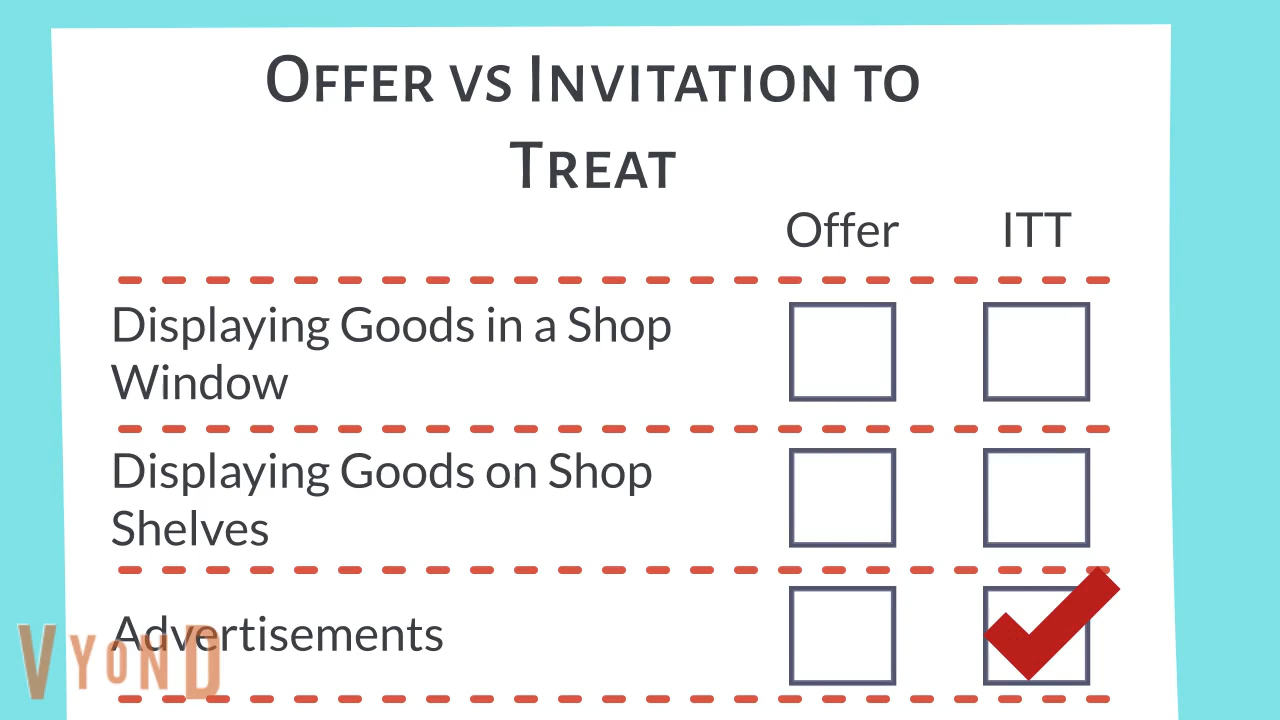 Offer vs Invitation to
Treat
Offer ITT
Displaying Goods in a Shop
Window
Displaying Goods on Shop
Shelves
Advertisements
VYOND